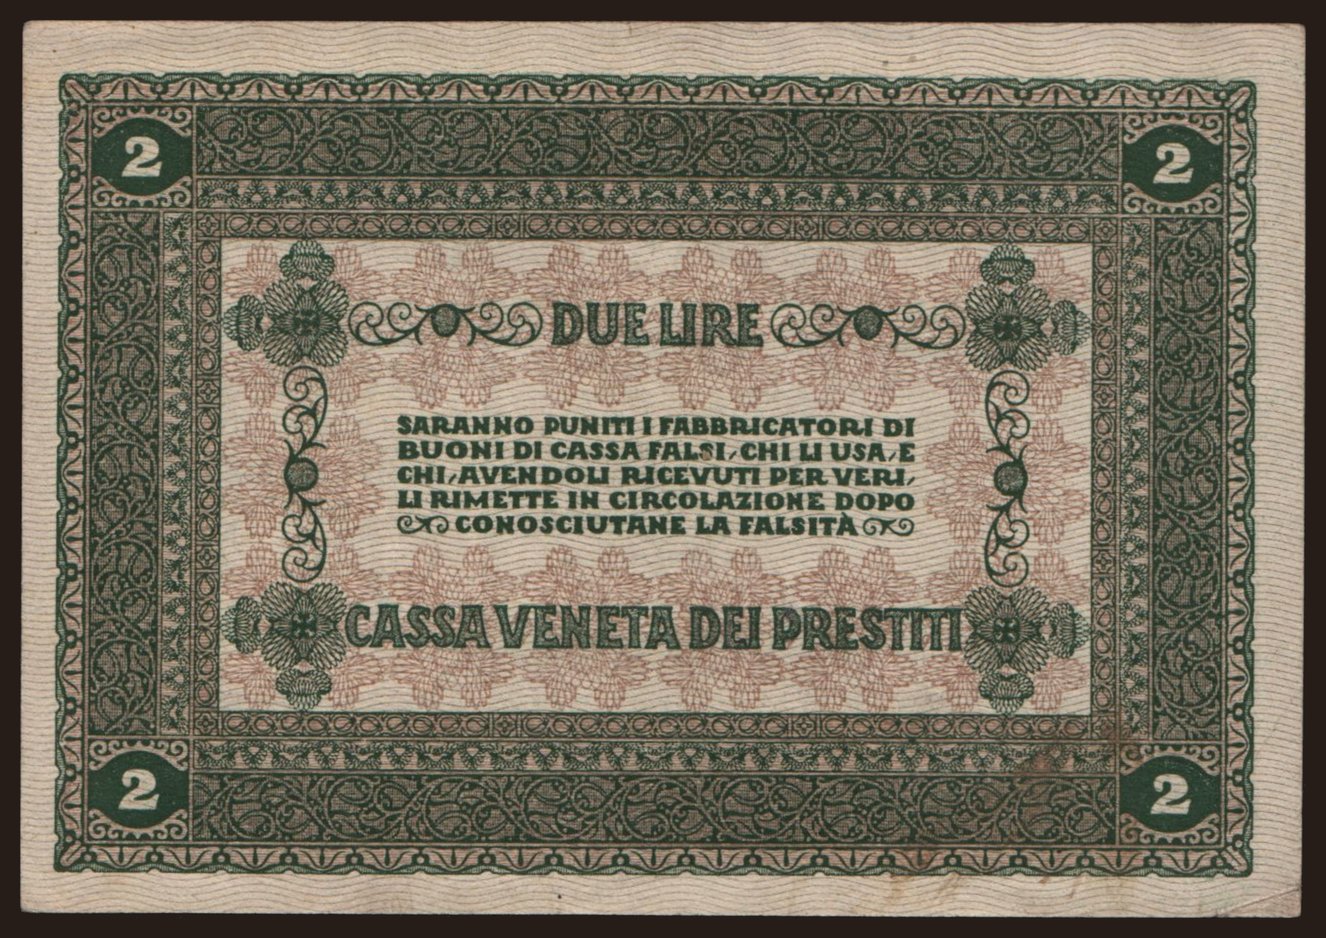 2 2
DUE LIRE
SARANNO PUNITI I FABBRICATORI DI
BUONI DI CASSA FALSI, CHI LI USA, E
CHI, AVENDOLI RICEVUTI PER VERI,
LI RIMETTE IN CIRCOLAZIONE DOPO
CONOSCIUTANE LA FALSITÀ
CASSA VENETA DEI PRESTITI
2 2